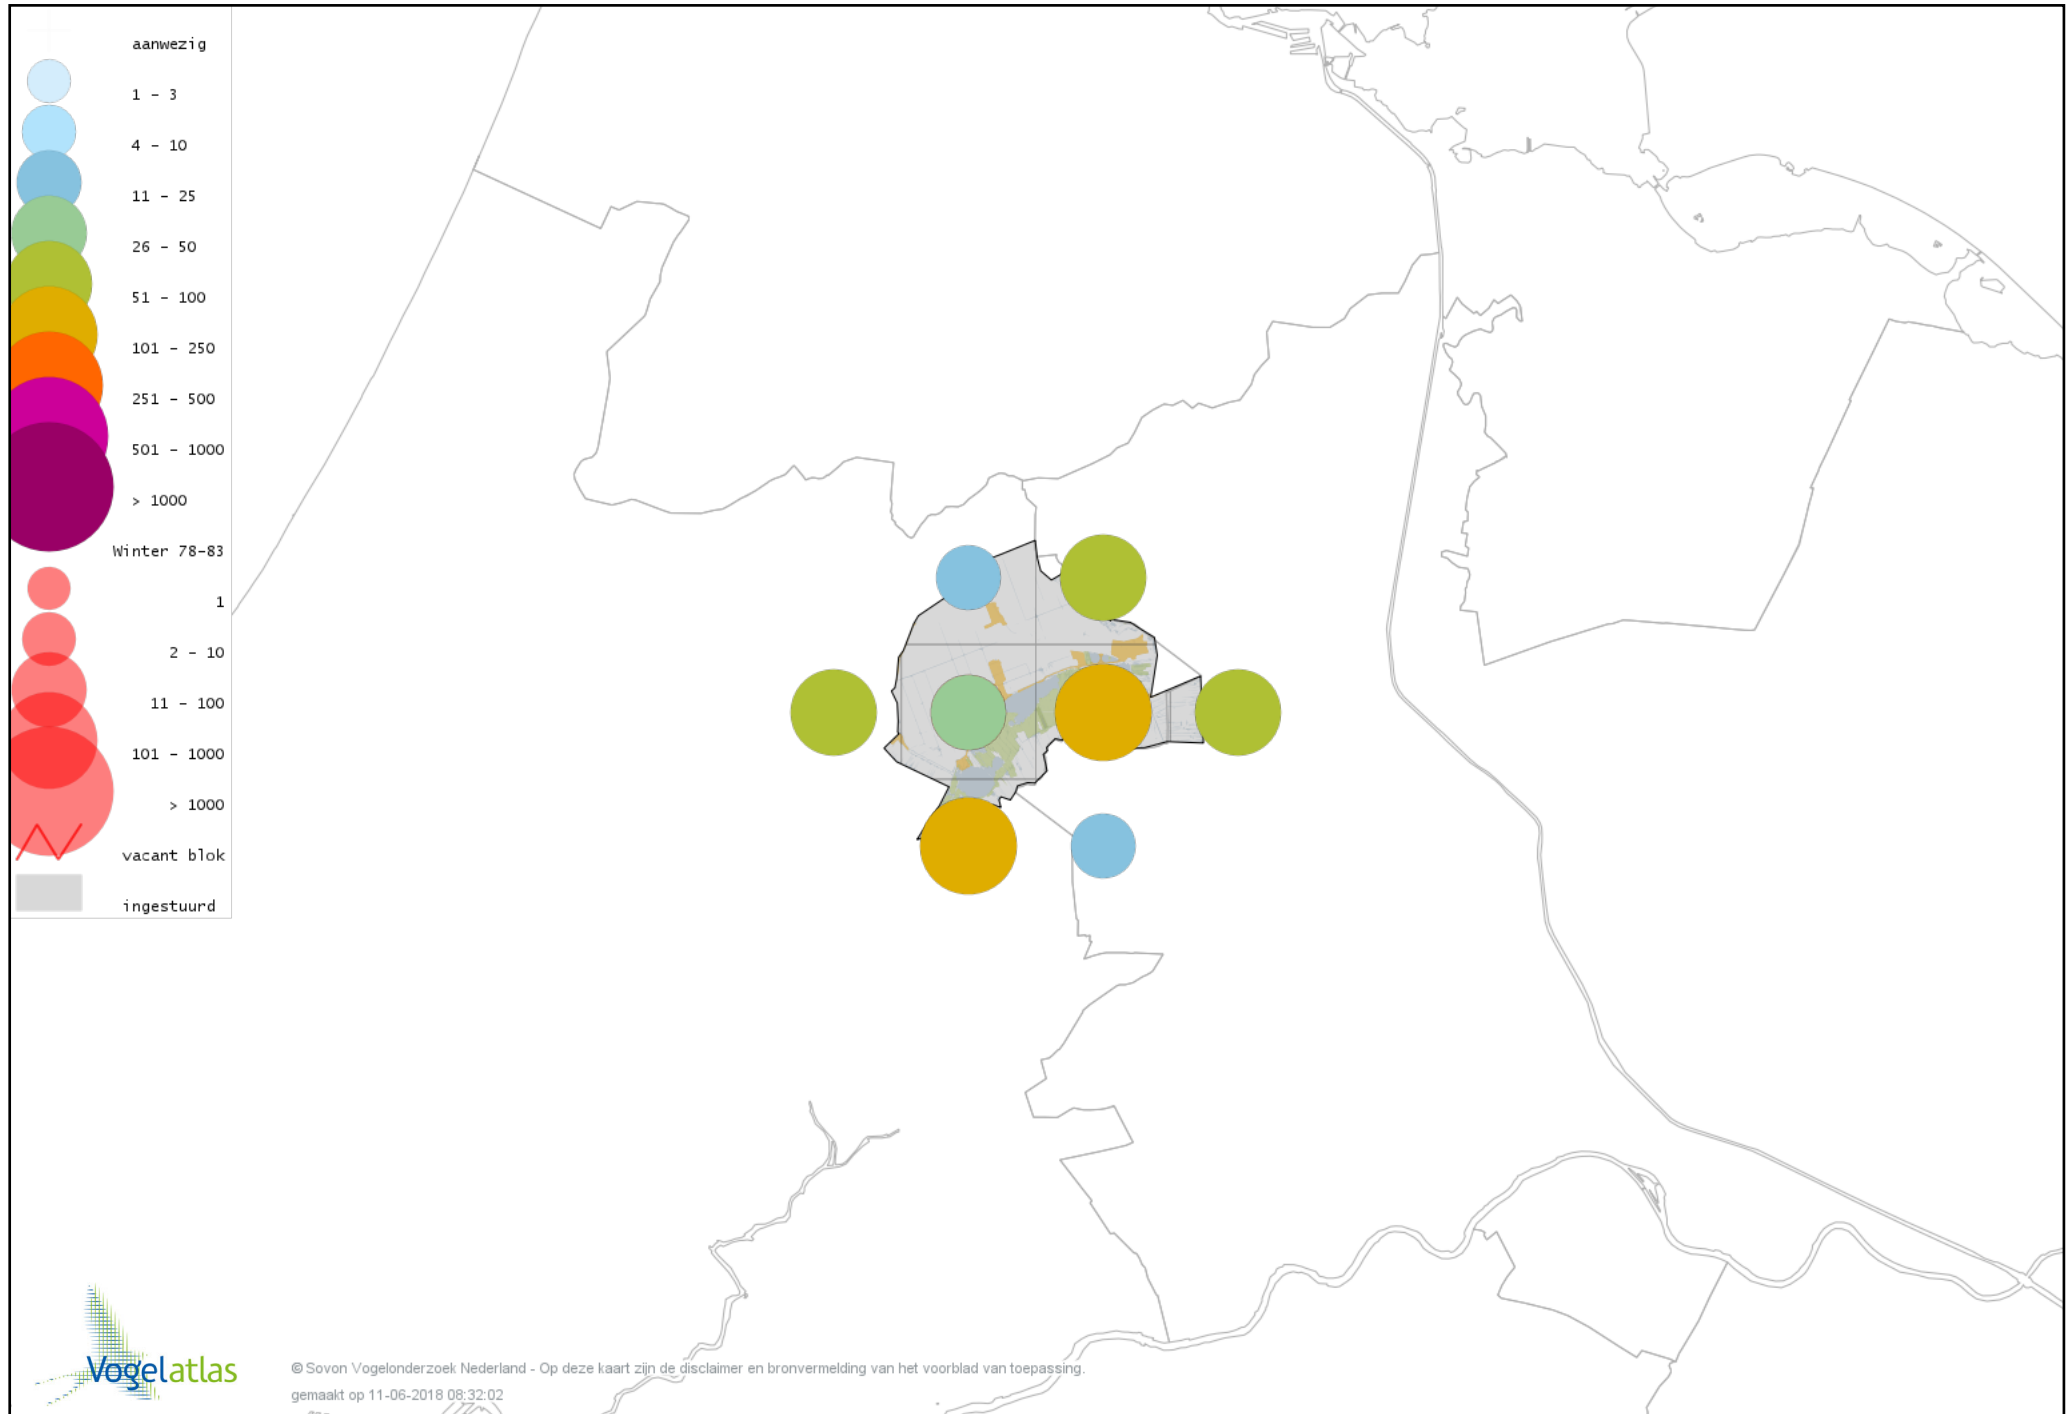 aanwezig
1 – 3
4 – 10
11 – 25
26 – 50
51 – 100
101 – 250
251 – 500
501 – 1000
> 1000
Winter 78-83
1
2 – 10
11 – 100
101 – 1000
> 1000
vacant blok
ingestuurd
Vogelatlas
© Sovon Vogelonderzoek Nederland - Op deze kaart zijn de disclaimer en bronvermelding van het voorblad van toepassing.
gemaakt op 11-06-2018 08:32:02